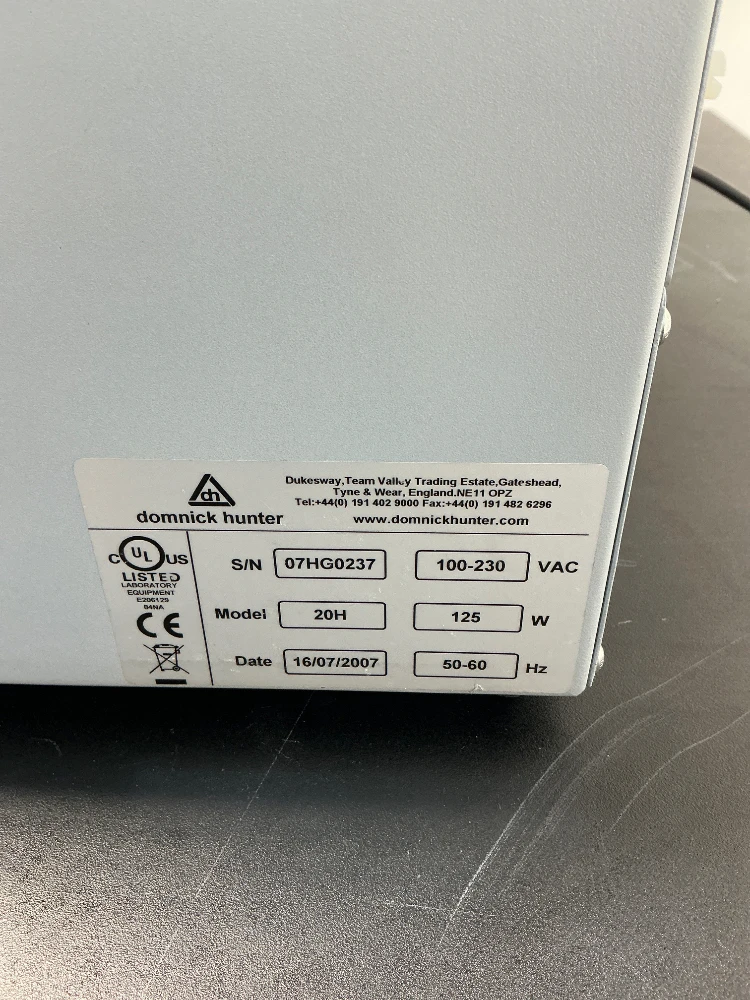 dh
domnick hunter
Dukesway,Team Valley Trading Estate,Gateshead,
Tyne & Wear, England.NE11 OPZ
Tel:+44(0) 191 402 9000 Fax:+44(0) 191 482 6296
www.domnickhunter.com
C UL US
LISTED
LABORATORY
EQUIPMENT
E206129
84NA
CE
S/N 07HG0237 100-230 VAC
Model 20H 125 W
Date 16/07/2007 50-60 Hz